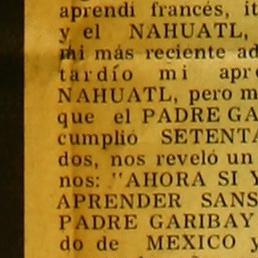 aprendí francés, it
y el NAHUATL,
mi más reciente ad
tardío mi apr
NAHUATL, pero m
que el PADRE GA
cumplió SETENTA
dos, nos reveló un
nos: "AHORA SI Y
APRENDER SANS
PADRE GARIBAY
do de MEXICO y